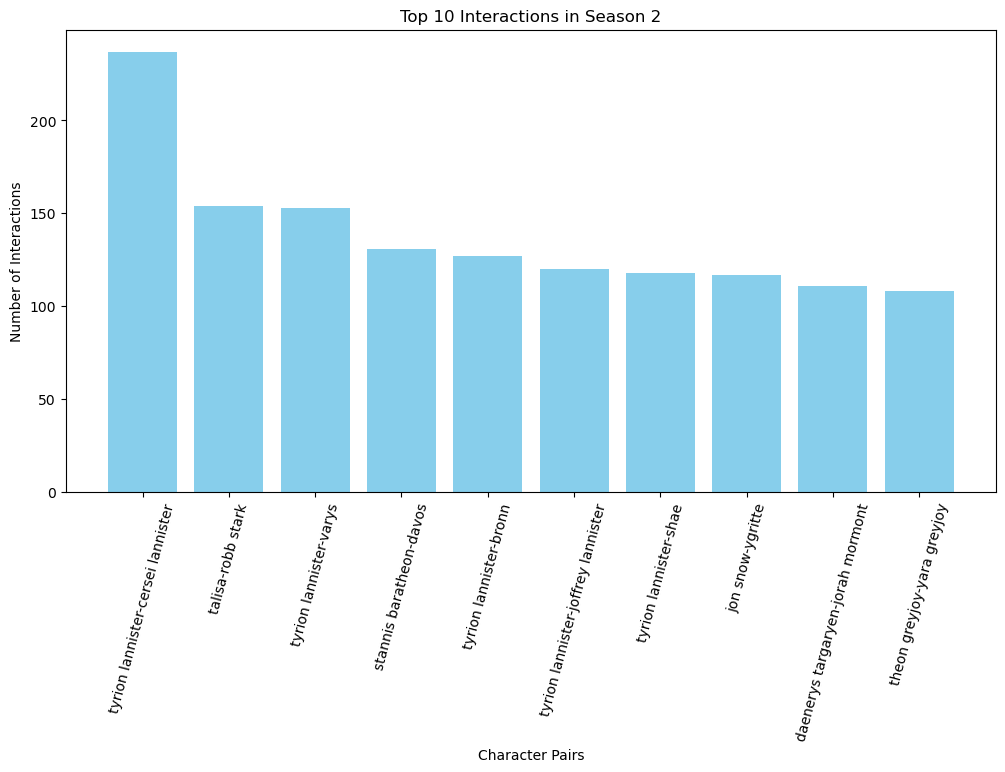 Top 10 Interactions in Season 2
Number of Interactions
200
150
100
50
0
tyrion lannister-cersei lannister
talisa-robb stark
tyrion lannister-varys
stannis baratheon-davos
tyrion lannister-bronn
tyrion lannister-joffrey lannister
tyrion lannister-shae
jon snow-ygritte
daenerys targaryen-jorah mormont
theon greyjoy-yara greyjoy
Character Pairs